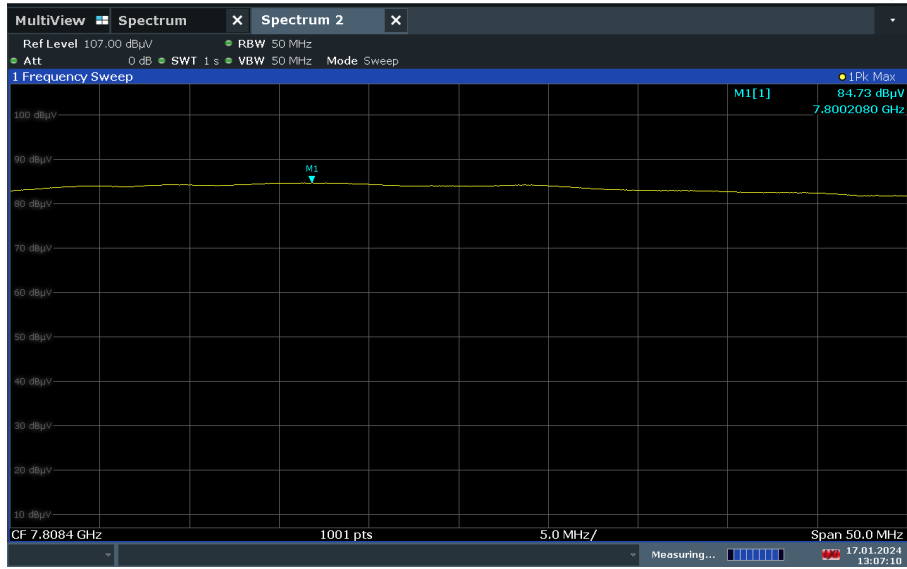 MultiView Spectrum X Spectrum 2 X
Ref Level 107.00 dBµV RBW 50 MHz
Att 0 dB SWT 1 s VBW 50 MHz Mode Sweep
1 Frequency Sweep 1Pk Max
M1[1] 84.73 dBµV
7.8002080 GHz
100 dBµV
90 dBµV
M1
80 dBµV
70 dBµV
60 dBµV
50 dBµV
40 dBµV
30 dBµV
20 dBµV
10 dBµV
CF 7.8084 GHz 1001 pts 5.0 MHz/ Span 50.0 MHz
Measuring... 17.01.2024
13:07:10